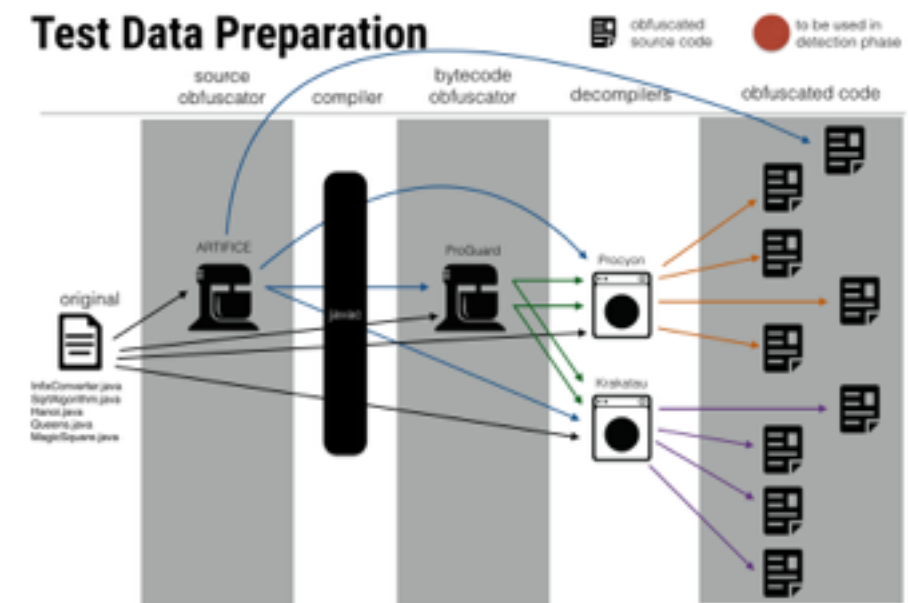 Test Data Preparation
obfuscated
source code
to be used in
detection phase
source
obfuscator
compiler
bytecode
obfuscator
decompilers
obfuscated code
ARTIFICE
ProGuard
Procyon
original
javac
InfixConverter.java
SqrtAlgorithm.java
Hanoi.java
Queens.java
MagicSquare.java
Krakatau